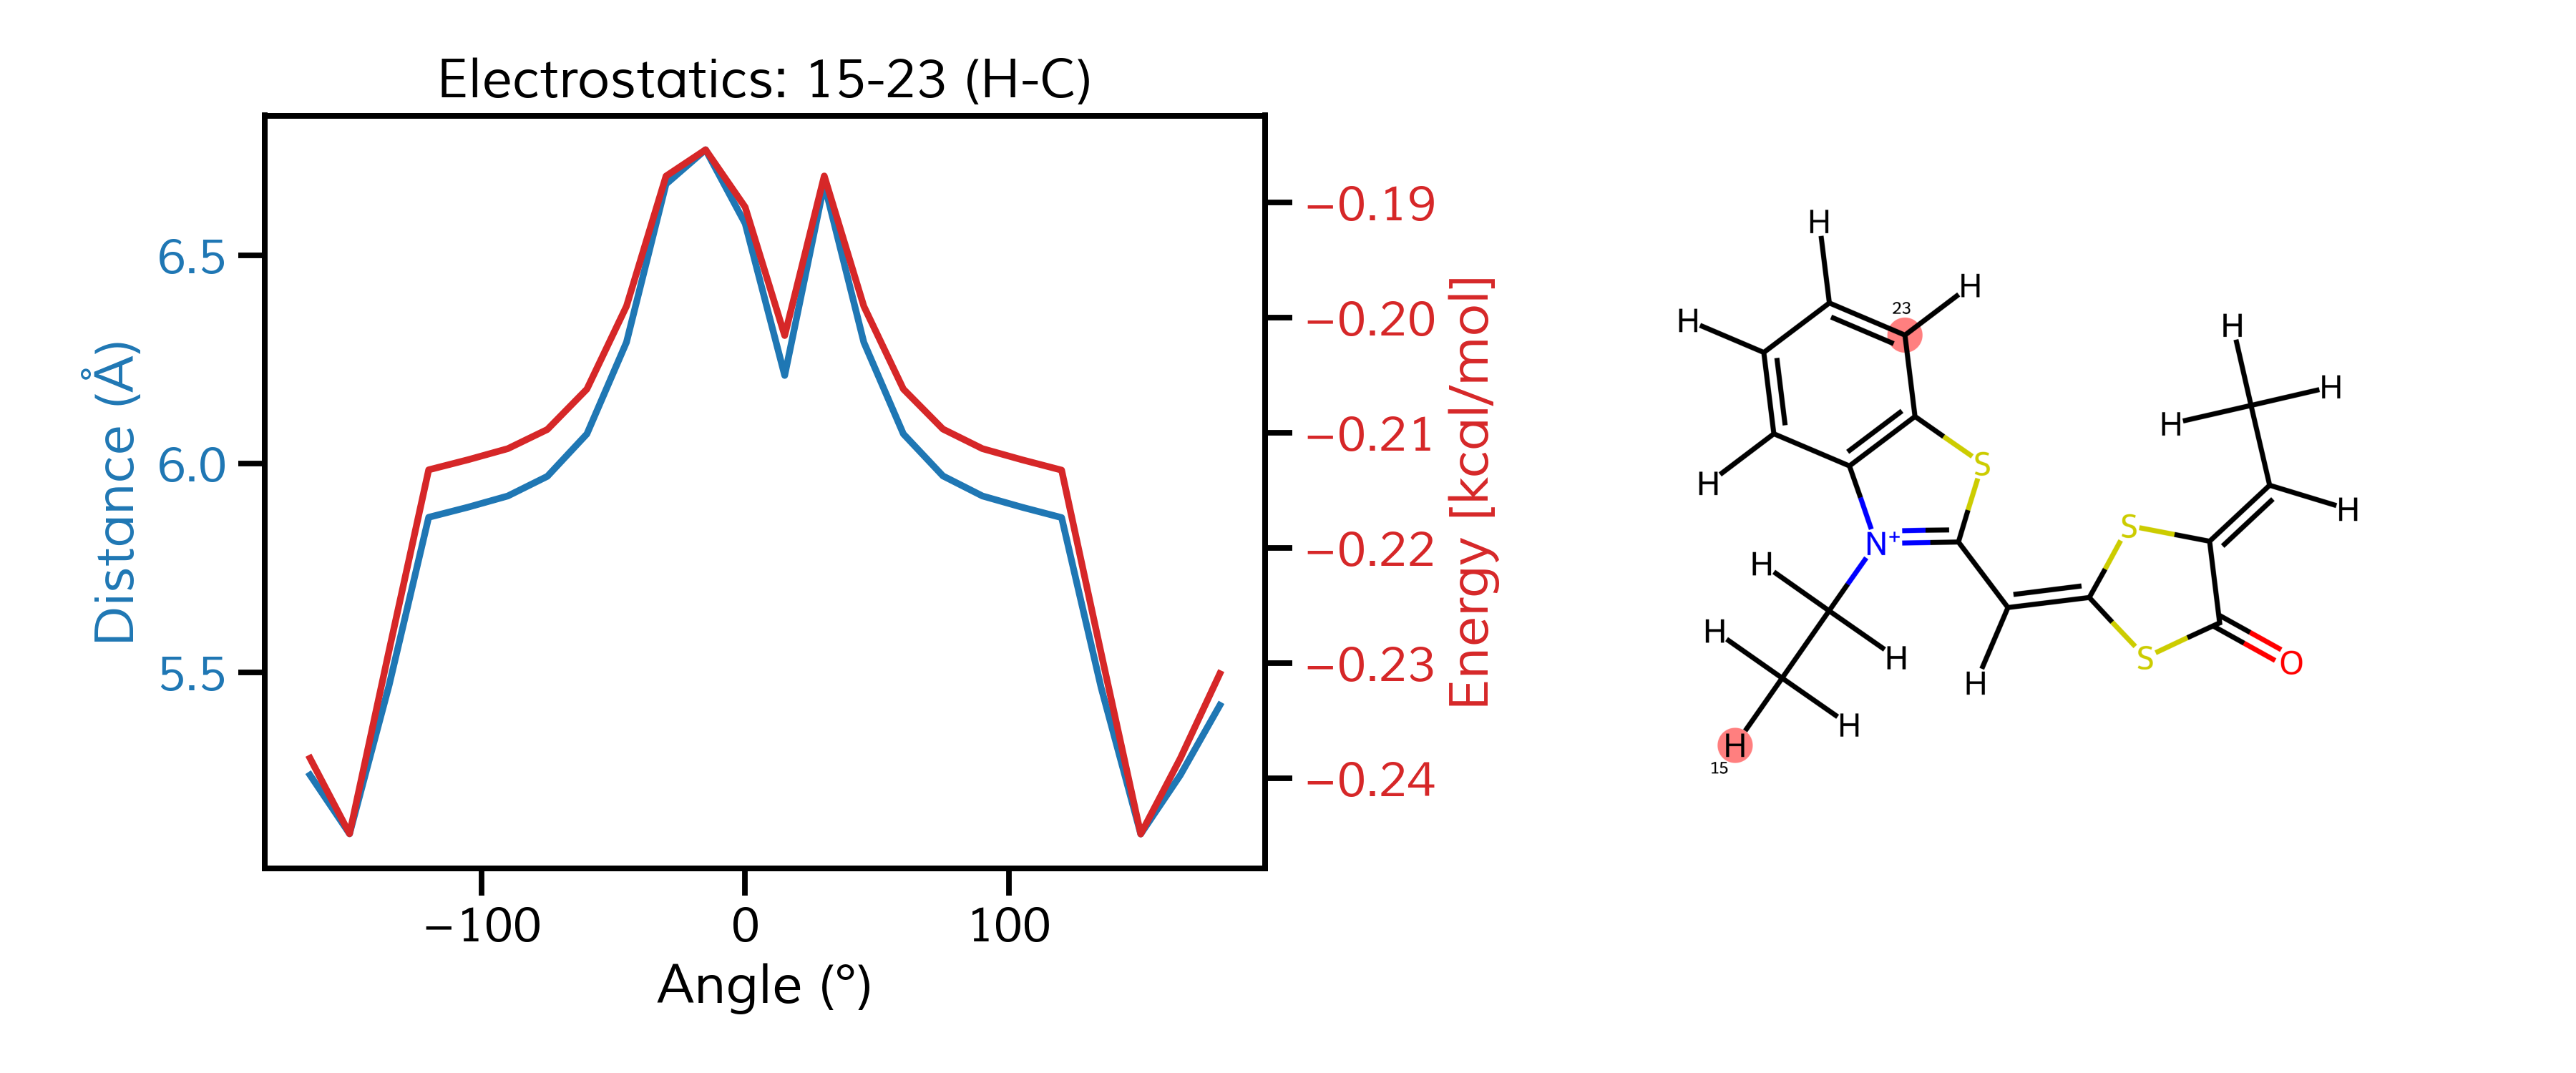 Electrostatics: 15-23 (H-C)
Distance (Å)
6.5
6.0
5.5
−100
0
100
Angle (°)
−0.19
−0.20
−0.21
−0.22
−0.23
−0.24
Energy [kcal/mol]
H
H
23
H
H
H
H
H
H
S
S
H
N⁺
H
H
H
S
O
H
H
H
15